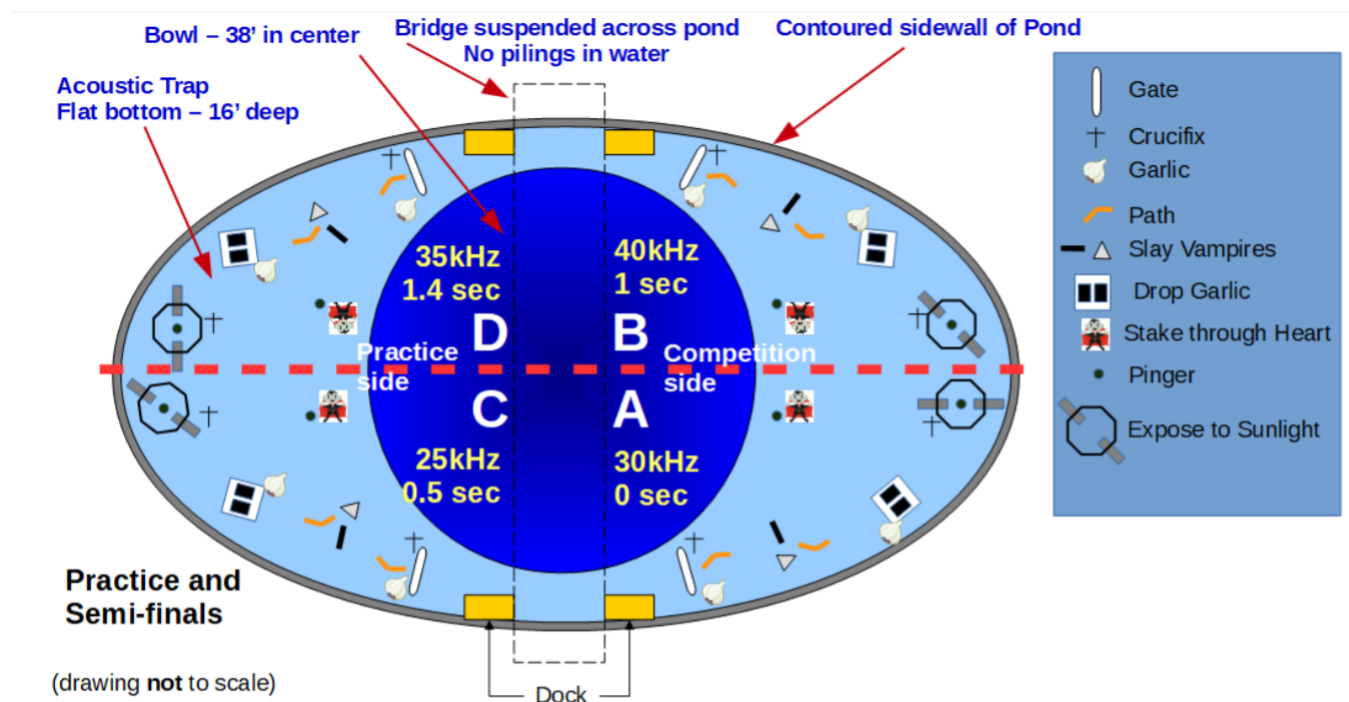 Bowl – 38' in center
Bridge suspended across pond
No pilings in water
Contoured sidewall of Pond
Acoustic Trap
Flat bottom – 16' deep
Gate
Crucifix
Garlic
Path
Slay Vampires
Drop Garlic
Stake through Heart
Pinger
Expose to Sunlight
35kHz
1.4 sec
D
40kHz
1 sec
B
Practice
side
Competition
side
C
25kHz
0.5 sec
A
30kHz
0 sec
Practice and
Semi-finals
(drawing not to scale)
Dock